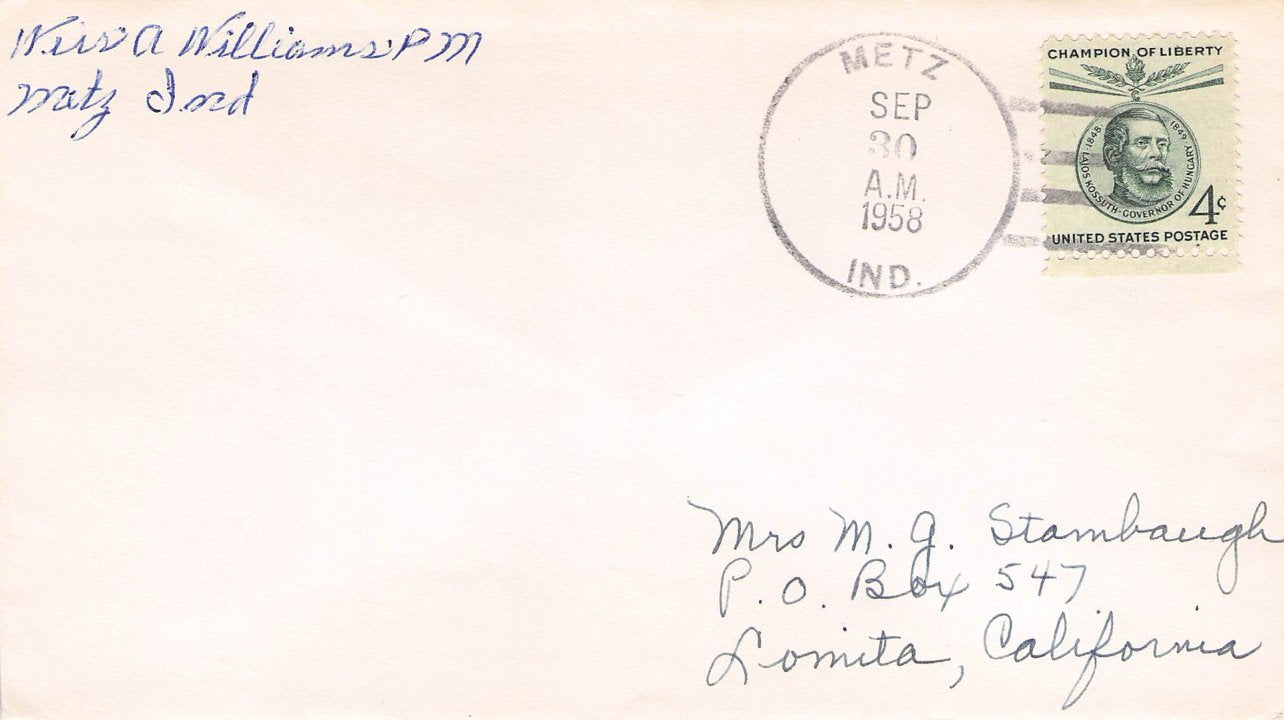 Weir A Williams PM
Metz Ind
METZ
SEP
30
A.M.
1958
IND.
CHAMPION OF LIBERTY
1848 · LAJOS KOSSUTH - GOVERNOR OF HUNGARY · 1849
4¢
UNITED STATES POSTAGE
Mrs M. G. Stambaugh
P. O. Box 547
Lomita, California